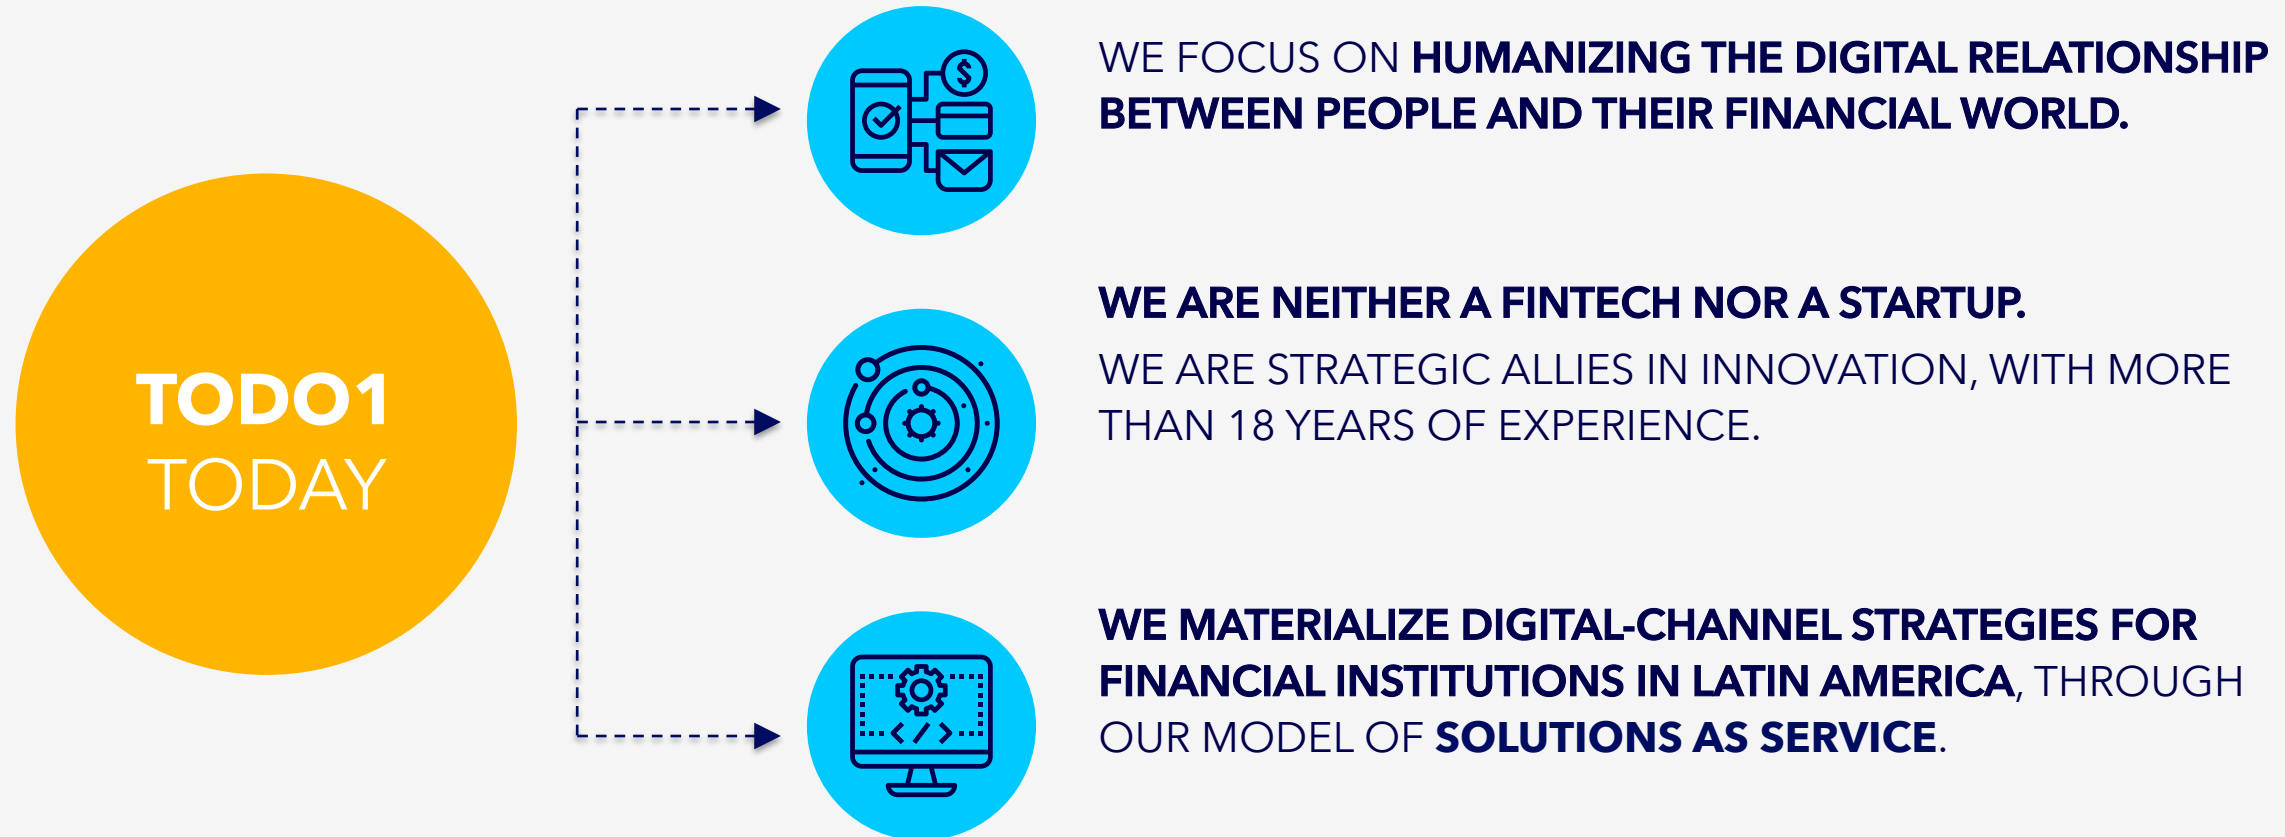 TODO1
TODAY
WE FOCUS ON HUMANIZING THE DIGITAL RELATIONSHIP
BETWEEN PEOPLE AND THEIR FINANCIAL WORLD.
WE ARE NEITHER A FINTECH NOR A STARTUP.
WE ARE STRATEGIC ALLIES IN INNOVATION, WITH MORE
THAN 18 YEARS OF EXPERIENCE.
WE MATERIALIZE DIGITAL-CHANNEL STRATEGIES FOR
FINANCIAL INSTITUTIONS IN LATIN AMERICA, THROUGH
OUR MODEL OF SOLUTIONS AS SERVICE.